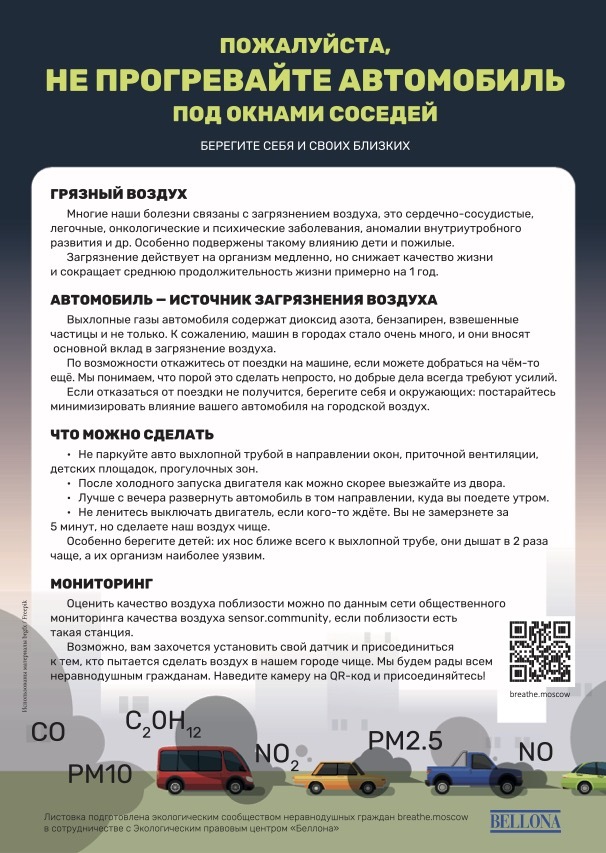 ПОЖАЛУЙСТА,
НЕ ПРОГРЕВАЙТЕ АВТОМОБИЛЬ
ПОД ОКНАМИ СОСЕДЕЙ
БЕРЕГИТЕ СЕБЯ И СВОИХ БЛИЗКИХ
ГРЯЗНЫЙ ВОЗДУХ
Многие наши болезни связаны с загрязнением воздуха, это сердечно-сосудистые,
легочные, онкологические и психические заболевания, аномалии внутриутробного
развития и др. Особенно подвержены такому влиянию дети и пожилые.
Загрязнение действует на организм медленно, но снижает качество жизни
и сокращает среднюю продолжительность жизни примерно на 1 год.
АВТОМОБИЛЬ — ИСТОЧНИК ЗАГРЯЗНЕНИЯ ВОЗДУХА
Выхлопные газы автомобиля содержат диоксид азота, бензапирен, взвешенные
частицы и не только. К сожалению, машин в городах стало очень много, и они вносят
основной вклад в загрязнение воздуха.
По возможности откажитесь от поездки на машине, если можете добраться на чём-то
ещё. Мы понимаем, что порой это сделать непросто, но добрые дела всегда требуют усилий.
Если отказаться от поездки не получится, берегите себя и окружающих: постарайтесь
минимизировать влияние вашего автомобиля на городской воздух.
ЧТО МОЖНО СДЕЛАТЬ
• Не паркуйте авто выхлопной трубой в направлении окон, приточной вентиляции,
детских площадок, прогулочных зон.
• После холодного запуска двигателя как можно скорее выезжайте из двора.
• Лучше с вечера развернуть автомобиль в том направлении, куда вы поедете утром.
• Не ленитесь выключать двигатель, если кого-то ждёте. Вы не замерзнете за
5 минут, но сделаете наш воздух чище.
Особенно берегите детей: их нос ближе всего к выхлопной трубе, они дышат в 2 раза
чаще, а их организм наиболее уязвим.
МОНИТОРИНГ
Оценить качество воздуха поблизости можно по данным сети общественного
мониторинга качества воздуха sensor.community, если поблизости есть
такая станция.
Возможно, вам захочется установить свой датчик и присоединиться
к тем, кто пытается сделать воздух в нашем городе чище. Мы будем рады всем
неравнодушным гражданам. Наведите камеру на QR-код и присоединяйтесь!
breathe.moscow
Использованы материалы bqgfx / Freepik
CO
C2OH12
PM10
NO2
PM2.5
NO
Листовка подготовлена экологическим сообществом неравнодушных граждан breathe.moscow
в сотрудничестве с Экологическим правовым центром «Беллона»
BELLONA